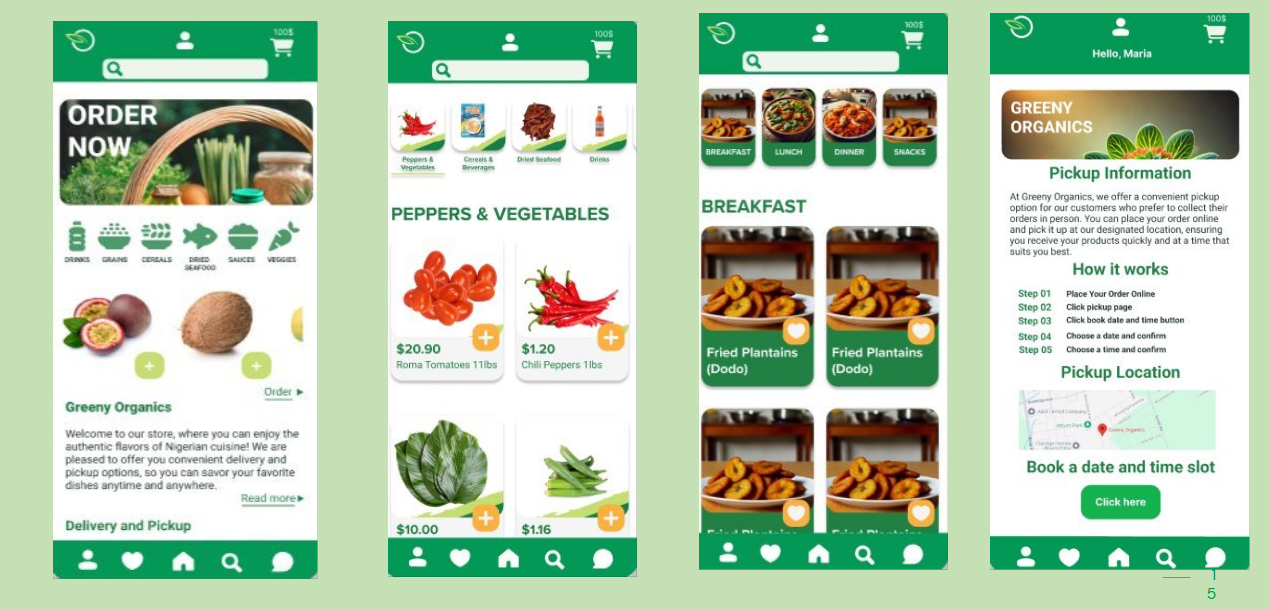 100$
ORDER
NOW
DRINKS GRAINS CEREALS DRIED SEAFOOD SAUCES VEGGIES
Order
Greeny Organics
Welcome to our store, where you can enjoy the
authentic flavors of Nigerian cuisine! We are
pleased to offer you convenient delivery and
pickup options, so you can savor your favorite
dishes anytime and anywhere.
Read more
Delivery and Pickup
100$
Peppers & Vegetables Cereals & Beverages Dried Seafood Drinks
PEPPERS & VEGETABLES
$20.90 $1.20
Roma Tomatoes 11lbs Chili Peppers 1lbs
$10.00 $1.16
100$
BREAKFAST LUNCH DINNER SNACKS
BREAKFAST
Fried Plantains Fried Plantains
(Dodo) (Dodo)
Fried Plantains Fried Plantains
100$
Hello, Maria
GREENY
ORGANICS
Pickup Information
At Greeny Organics, we offer a convenient pickup
option for our customers who prefer to collect their
orders in person. You can place your order online
and pick it up at our designated location, ensuring
you receive your products quickly and at a time that
suits you best.
How it works
Step 01 Place Your Order Online
Step 02 Click pickup page
Step 03 Click book date and time button
Step 04 Choose a date and confirm
Step 05 Choose a time and confirm
Pickup Location
Greeny Organics
Book a date and time slot
Click here
1
5